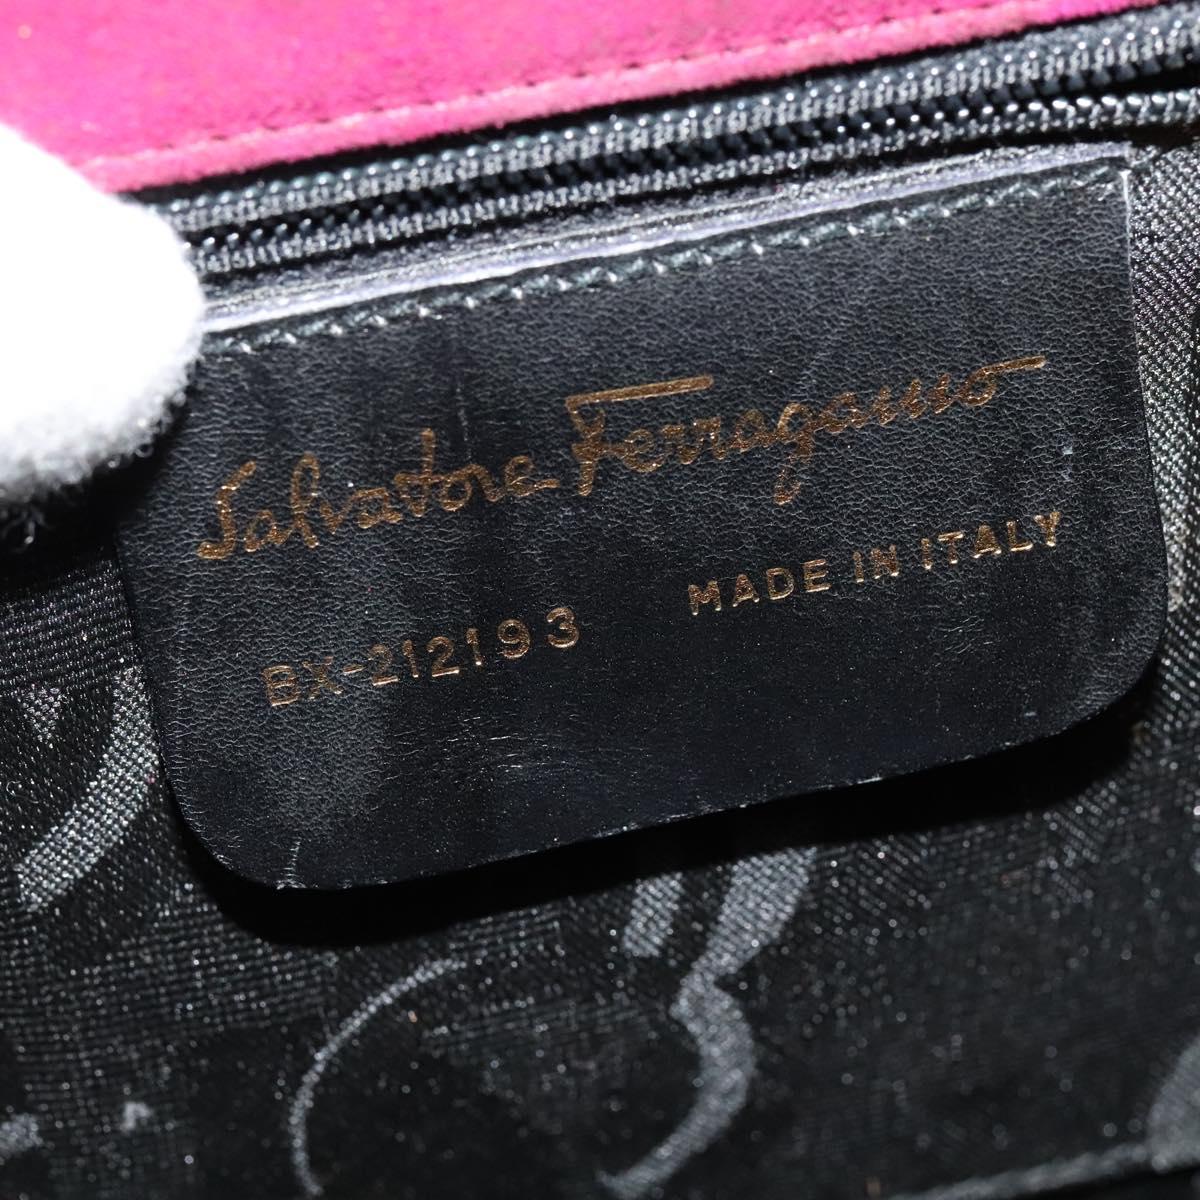 Salvatore Ferragamo
BX-212193 MADE IN ITALY